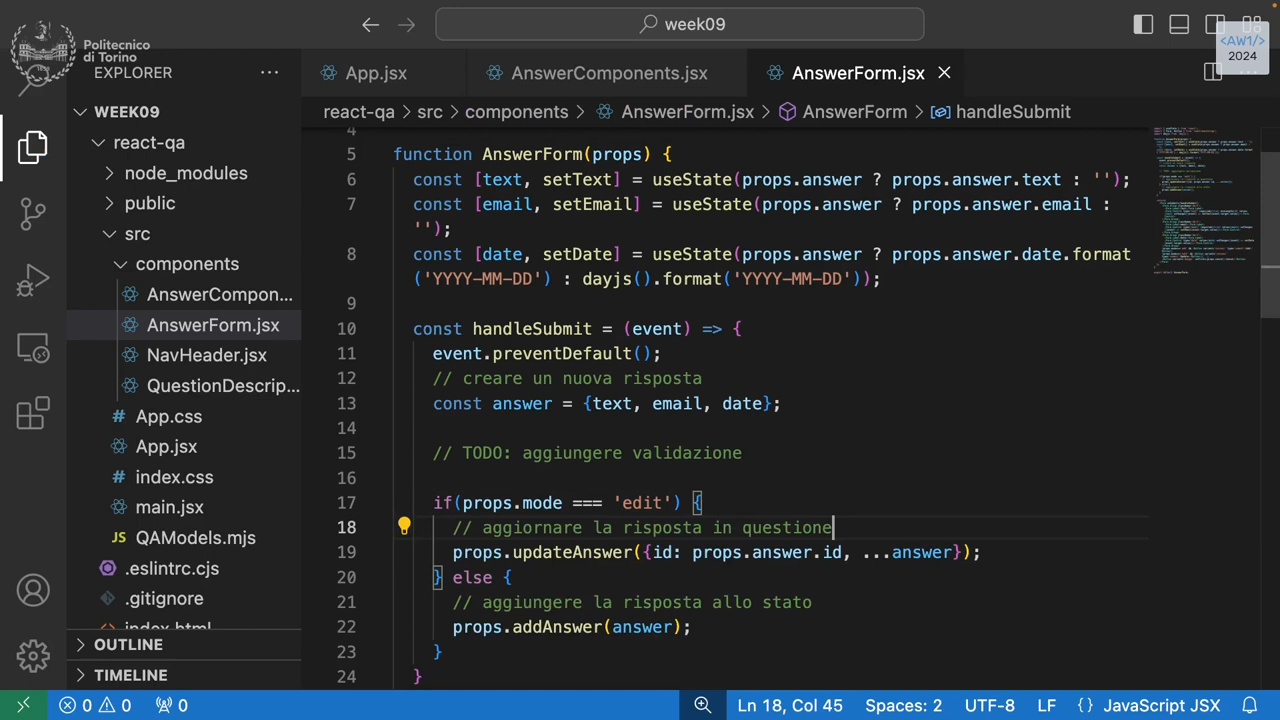 week09
Politecnico
di Torino
<AW1/>
2024
EXPLORER
App.jsx
AnswerComponents.jsx
AnswerForm.jsx
react-qa > src > components > AnswerForm.jsx > AnswerForm > handleSubmit
WEEK09
react-qa
node_modules
public
src
components
AnswerCompon...
AnswerForm.jsx
NavHeader.jsx
QuestionDescrip...
# App.css
App.jsx
# index.css
main.jsx
JS QAModels.mjs
.eslintrc.cjs
.gitignore
index.html
OUTLINE
TIMELINE
4
5 function AnswerForm(props) {
6 const [text, setText] = useState(props.answer ? props.answer.text : '');
7 const [email, setEmail] = useState(props.answer ? props.answer.email :
'');
8 const [date, setDate] = useState(props.answer ? props.answer.date.format
('YYYY-MM-DD') : dayjs().format('YYYY-MM-DD'));
9
10 const handleSubmit = (event) => {
11 event.preventDefault();
12 // creare un nuova risposta
13 const answer = {text, email, date};
14
15 // TODO: aggiungere validazione
16
17 if(props.mode === 'edit') {
18 // aggiornare la risposta in questione
19 props.updateAnswer({id: props.answer.id, ...answer});
20 } else {
21 // aggiungere la risposta allo stato
22 props.addAnswer(answer);
23 }
24 }
0 0 0
Ln 18, Col 45
Spaces: 2
UTF-8
LF
{ } JavaScript JSX